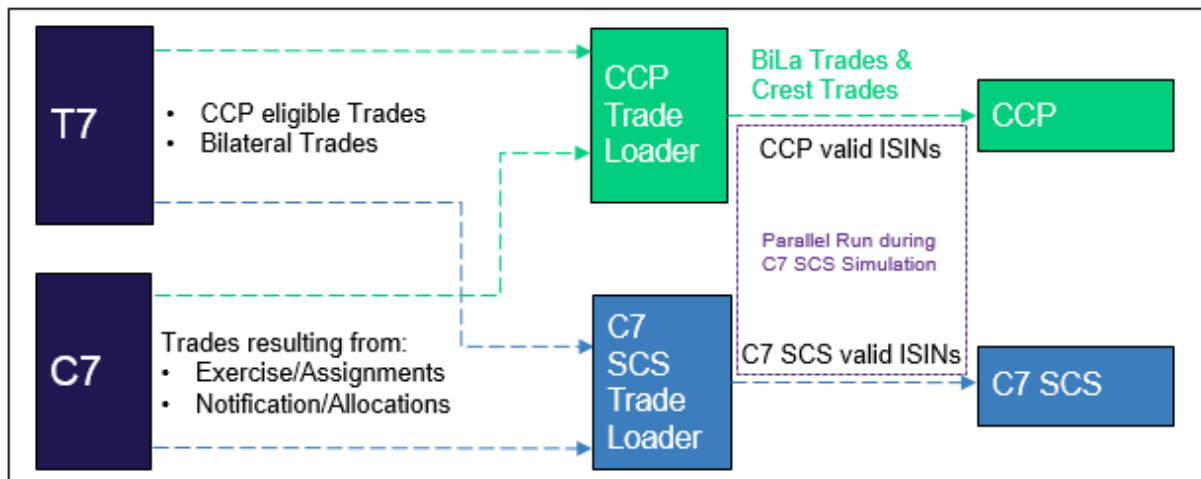 T7
• CCP eligible Trades
• Bilateral Trades
CCP
Trade
Loader
BiLa Trades &
Crest Trades
CCP
CCP valid ISINs
Parallel Run during
C7 SCS Simulation
C7
Trades resulting from:
• Exercise/Assignments
• Notification/Allocations
C7
SCS
Trade
Loader
C7 SCS valid ISINs
C7 SCS